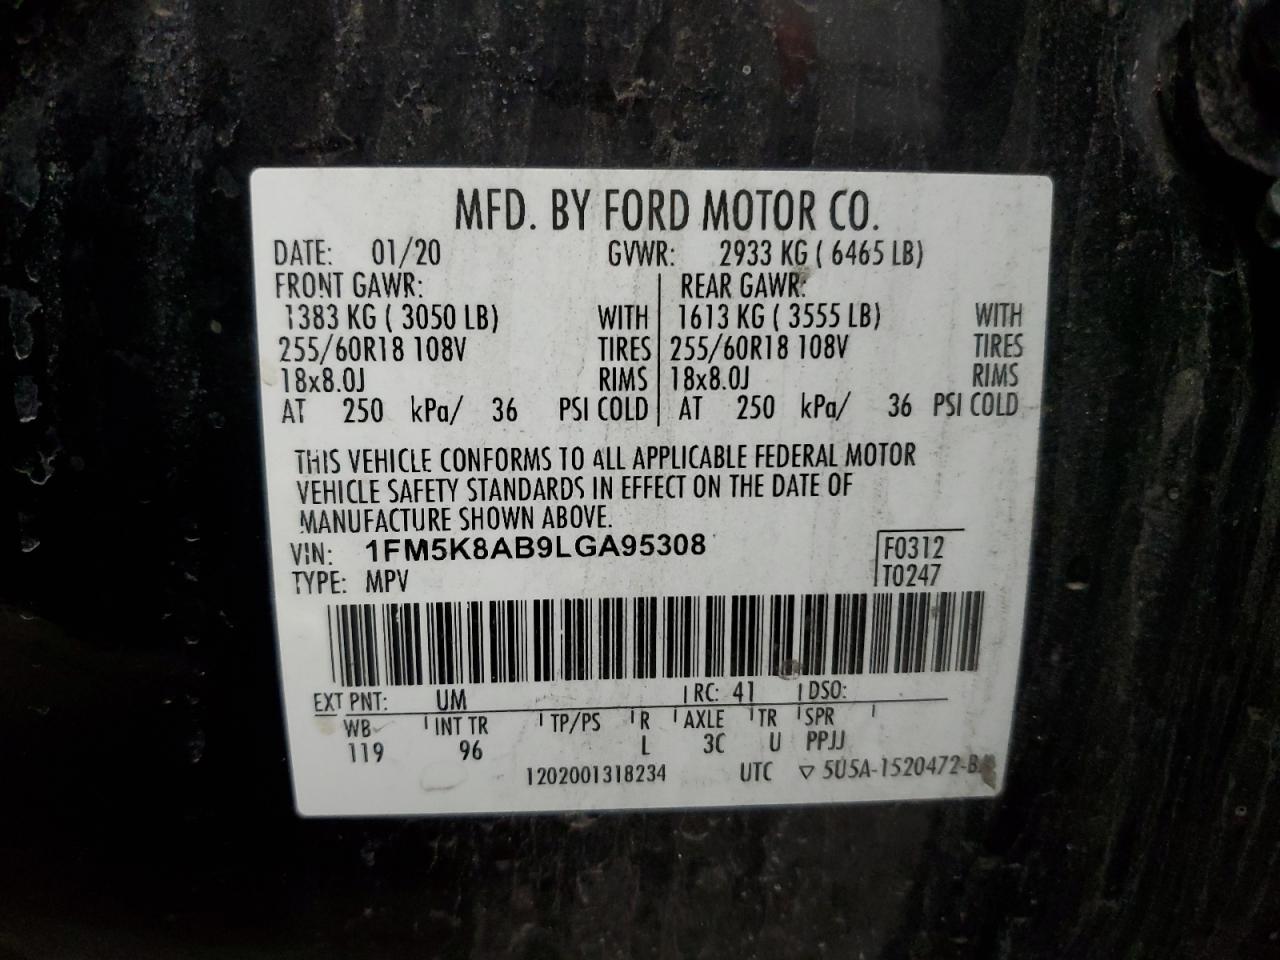 MFD. BY FORD MOTOR CO.
DATE: 01/20 GVWR: 2933 KG ( 6465 LB)
FRONT GAWR: REAR GAWR:
1383 KG ( 3050 LB) WITH 1613 KG ( 3555 LB) WITH
255/60R18 108V TIRES 255/60R18 108V TIRES
18x8.0J RIMS 18x8.0J RIMS
AT 250 kPa/ 36 PSI COLD AT 250 kPa/ 36 PSI COLD
THIS VEHICLE CONFORMS TO ALL APPLICABLE FEDERAL MOTOR
VEHICLE SAFETY STANDARDS IN EFFECT ON THE DATE OF
MANUFACTURE SHOWN ABOVE.
VIN: 1FM5K8AB9LGA95308 F0312
TYPE: MPV T0247
EXT PNT: UM RC: 41 DSO:
WB INT TR TP/PS R AXLE TR SPR
119 96 L 3C U PPJJ
1202001318234 UTC ▽ 5U5A-1520472-